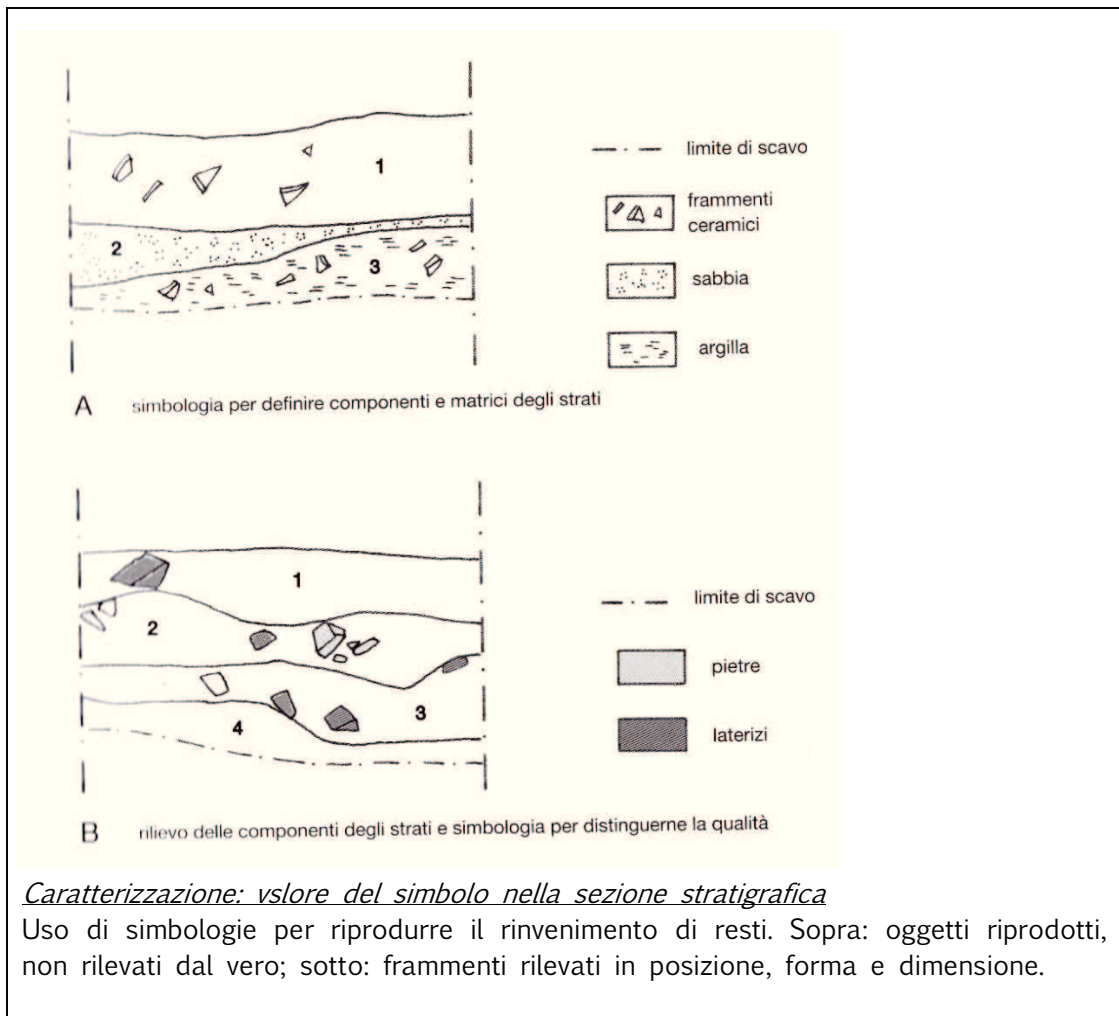 1
2
3
limite di scavo
frammenti
ceramici
sabbia
argilla
A simbologia per definire componenti e matrici degli strati
1
2
3
4
limite di scavo
pietre
laterizi
B rilievo delle componenti degli strati e simbologia per distinguerne la qualità
Caratterizzazione: vslore del simbolo nella sezione stratigrafica
Uso di simbologie per riprodurre il rinvenimento di resti. Sopra: oggetti riprodotti,
non rilevati dal vero; sotto: frammenti rilevati in posizione, forma e dimensione.